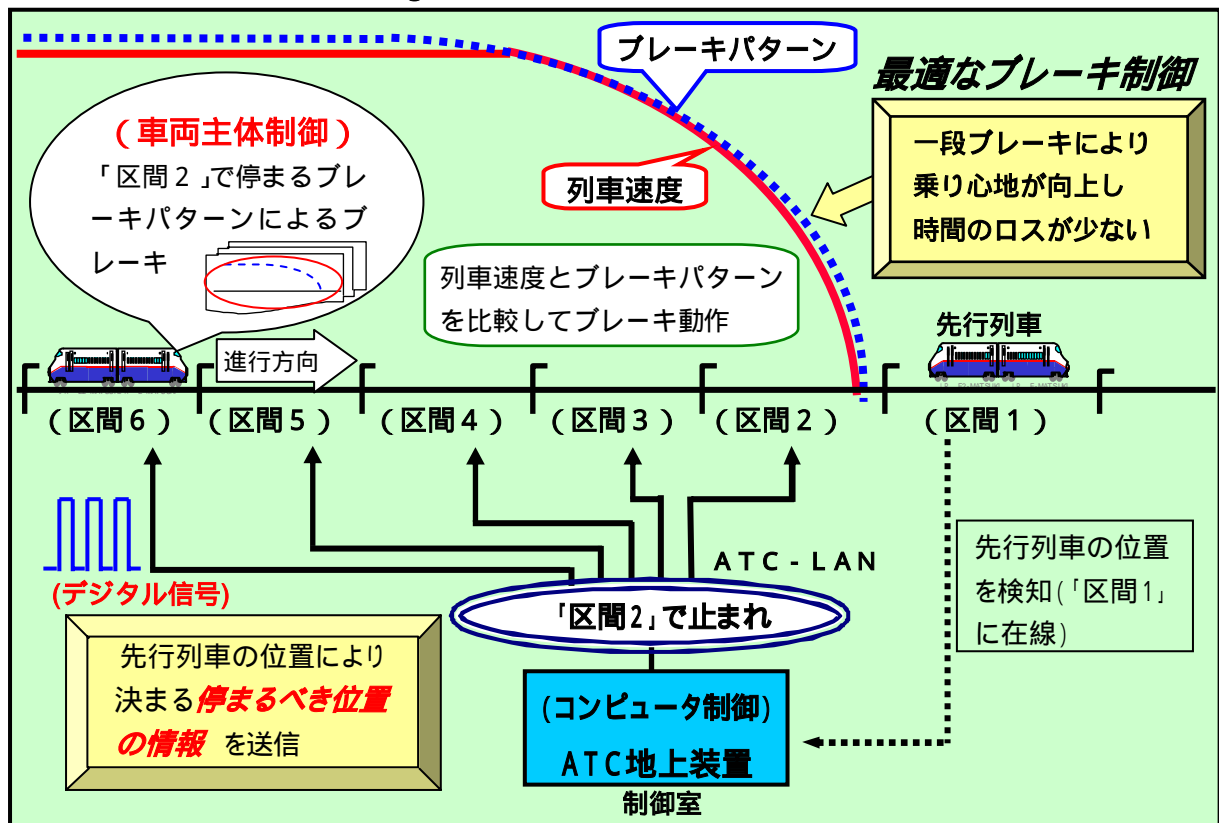 ブレーキパターン
最適なブレーキ制御
(車両主体制御)
「区間2」で停まるブレ
ーキパターンによるブ
レーキ
列車速度
一段ブレーキにより
乗り心地が向上し
時間のロスが少ない
列車速度とブレーキパターン
を比較してブレーキ動作
先行列車
進行方向
(区間6)
(区間5)
(区間4)
(区間3)
(区間2)
(区間1)
(デジタル信号)
ATC-LAN
先行列車の位置
を検知(「区間1」
に在線)
「区間2」で止まれ
先行列車の位置により
決まる停まるべき位置
の情報 を送信
(コンピュータ制御)
ATC地上装置
制御室